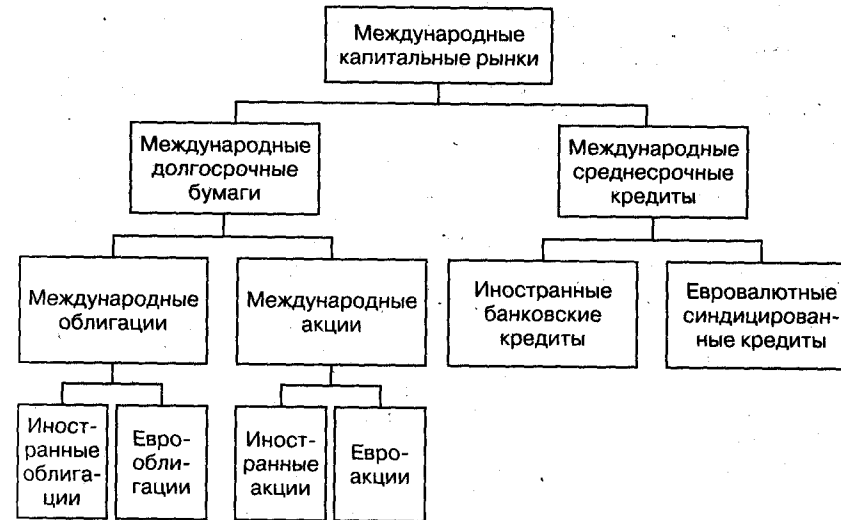 Международные
капитальные рынки
Международные
долгосрочные
бумаги
Международные
среднесрочные
кредиты
Международные
облигации
Международные
акции
Иностранные
банковские
кредиты
Евровалютные
синдицирован-
ные кредиты
Иност-
ранные
облига-
ции
Евро-
обли-
гации
Иност-
ранные
акции
Евро-
акции